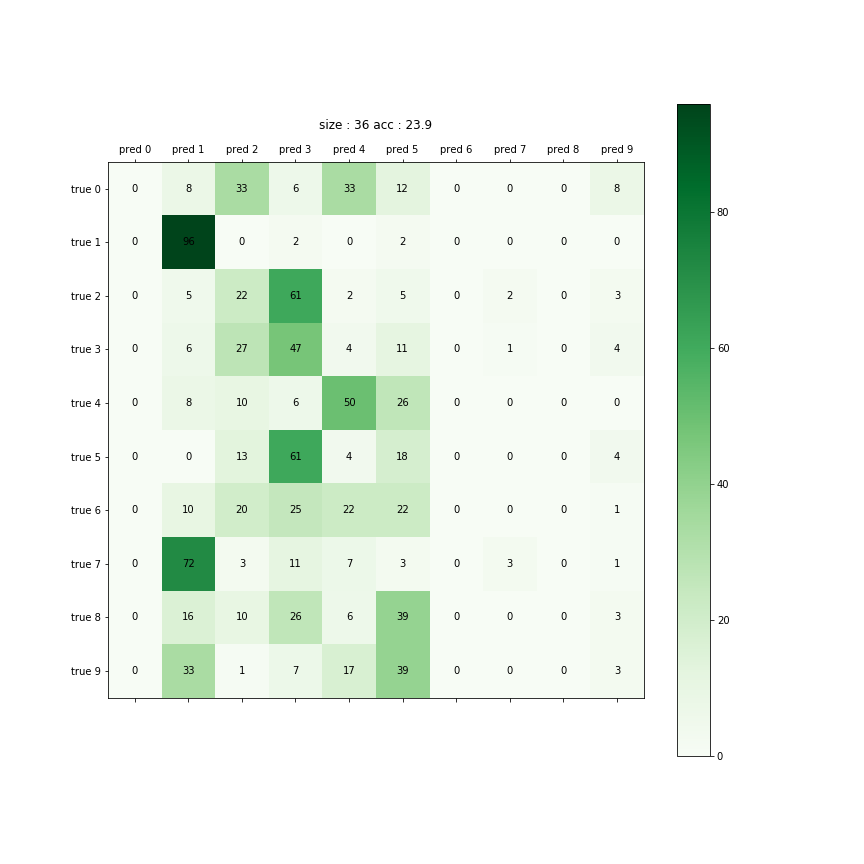 size : 36 acc : 23.9
pred 0 pred 1 pred 2 pred 3 pred 4 pred 5 pred 6 pred 7 pred 8 pred 9
true 0 0 8 33 6 33 12 0 0 0 8
true 1 0 96 0 2 0 2 0 0 0 0
true 2 0 5 22 61 2 5 0 2 0 3
true 3 0 6 27 47 4 11 0 1 0 4
true 4 0 8 10 6 50 26 0 0 0 0
true 5 0 0 13 61 4 18 0 0 0 4
true 6 0 10 20 25 22 22 0 0 0 1
true 7 0 72 3 11 7 3 0 3 0 1
true 8 0 16 10 26 6 39 0 0 0 3
true 9 0 33 1 7 17 39 0 0 0 3
80
60
40
20
0